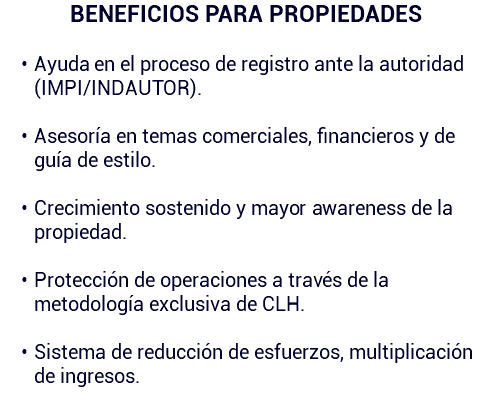 BENEFICIOS PARA PROPIEDADES
• Ayuda en el proceso de registro ante la autoridad
(IMPI/INDAUTOR).
• Asesoría en temas comerciales, financieros y de
guía de estilo.
• Crecimiento sostenido y mayor awareness de la
propiedad.
• Protección de operaciones a través de la
metodología exclusiva de CLH.
• Sistema de reducción de esfuerzos, multiplicación
de ingresos.